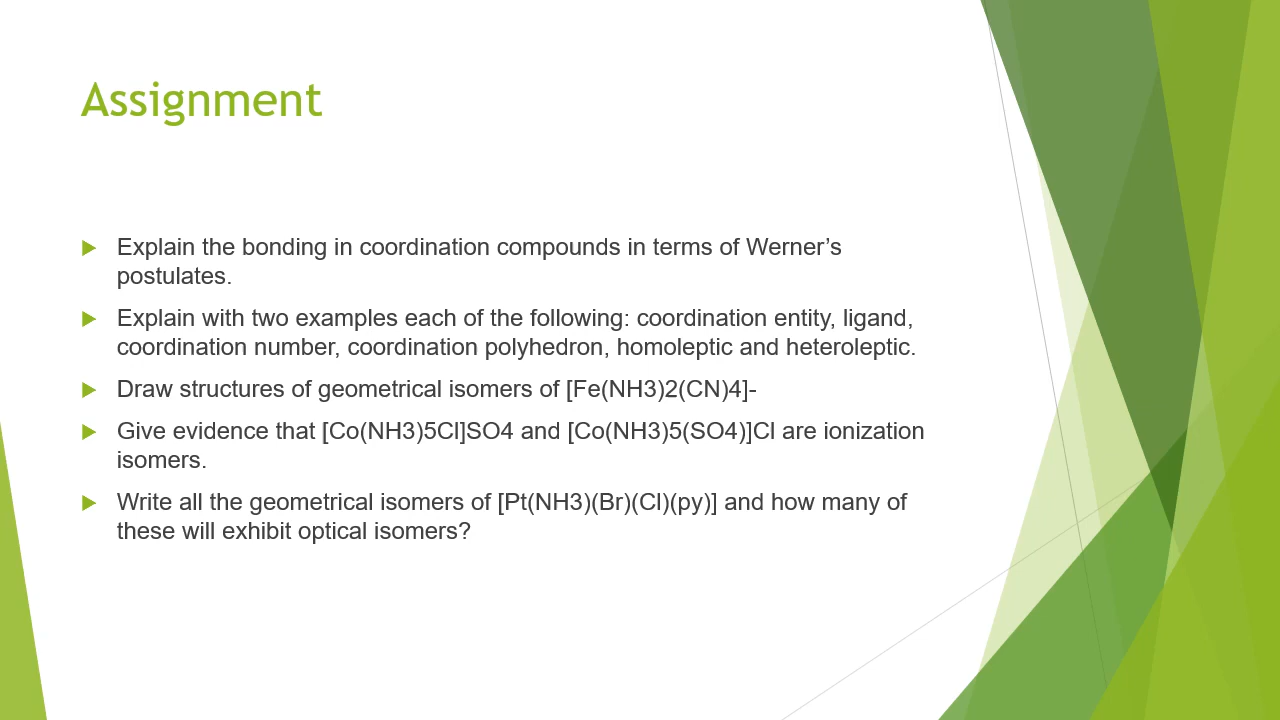 Assignment
Explain the bonding in coordination compounds in terms of Werner’s
postulates.
Explain with two examples each of the following: coordination entity, ligand,
coordination number, coordination polyhedron, homoleptic and heteroleptic.
Draw structures of geometrical isomers of [Fe(NH3)2(CN)4]-
Give evidence that [Co(NH3)5Cl]SO4 and [Co(NH3)5(SO4)]Cl are ionization
isomers.
Write all the geometrical isomers of [Pt(NH3)(Br)(Cl)(py)] and how many of
these will exhibit optical isomers?